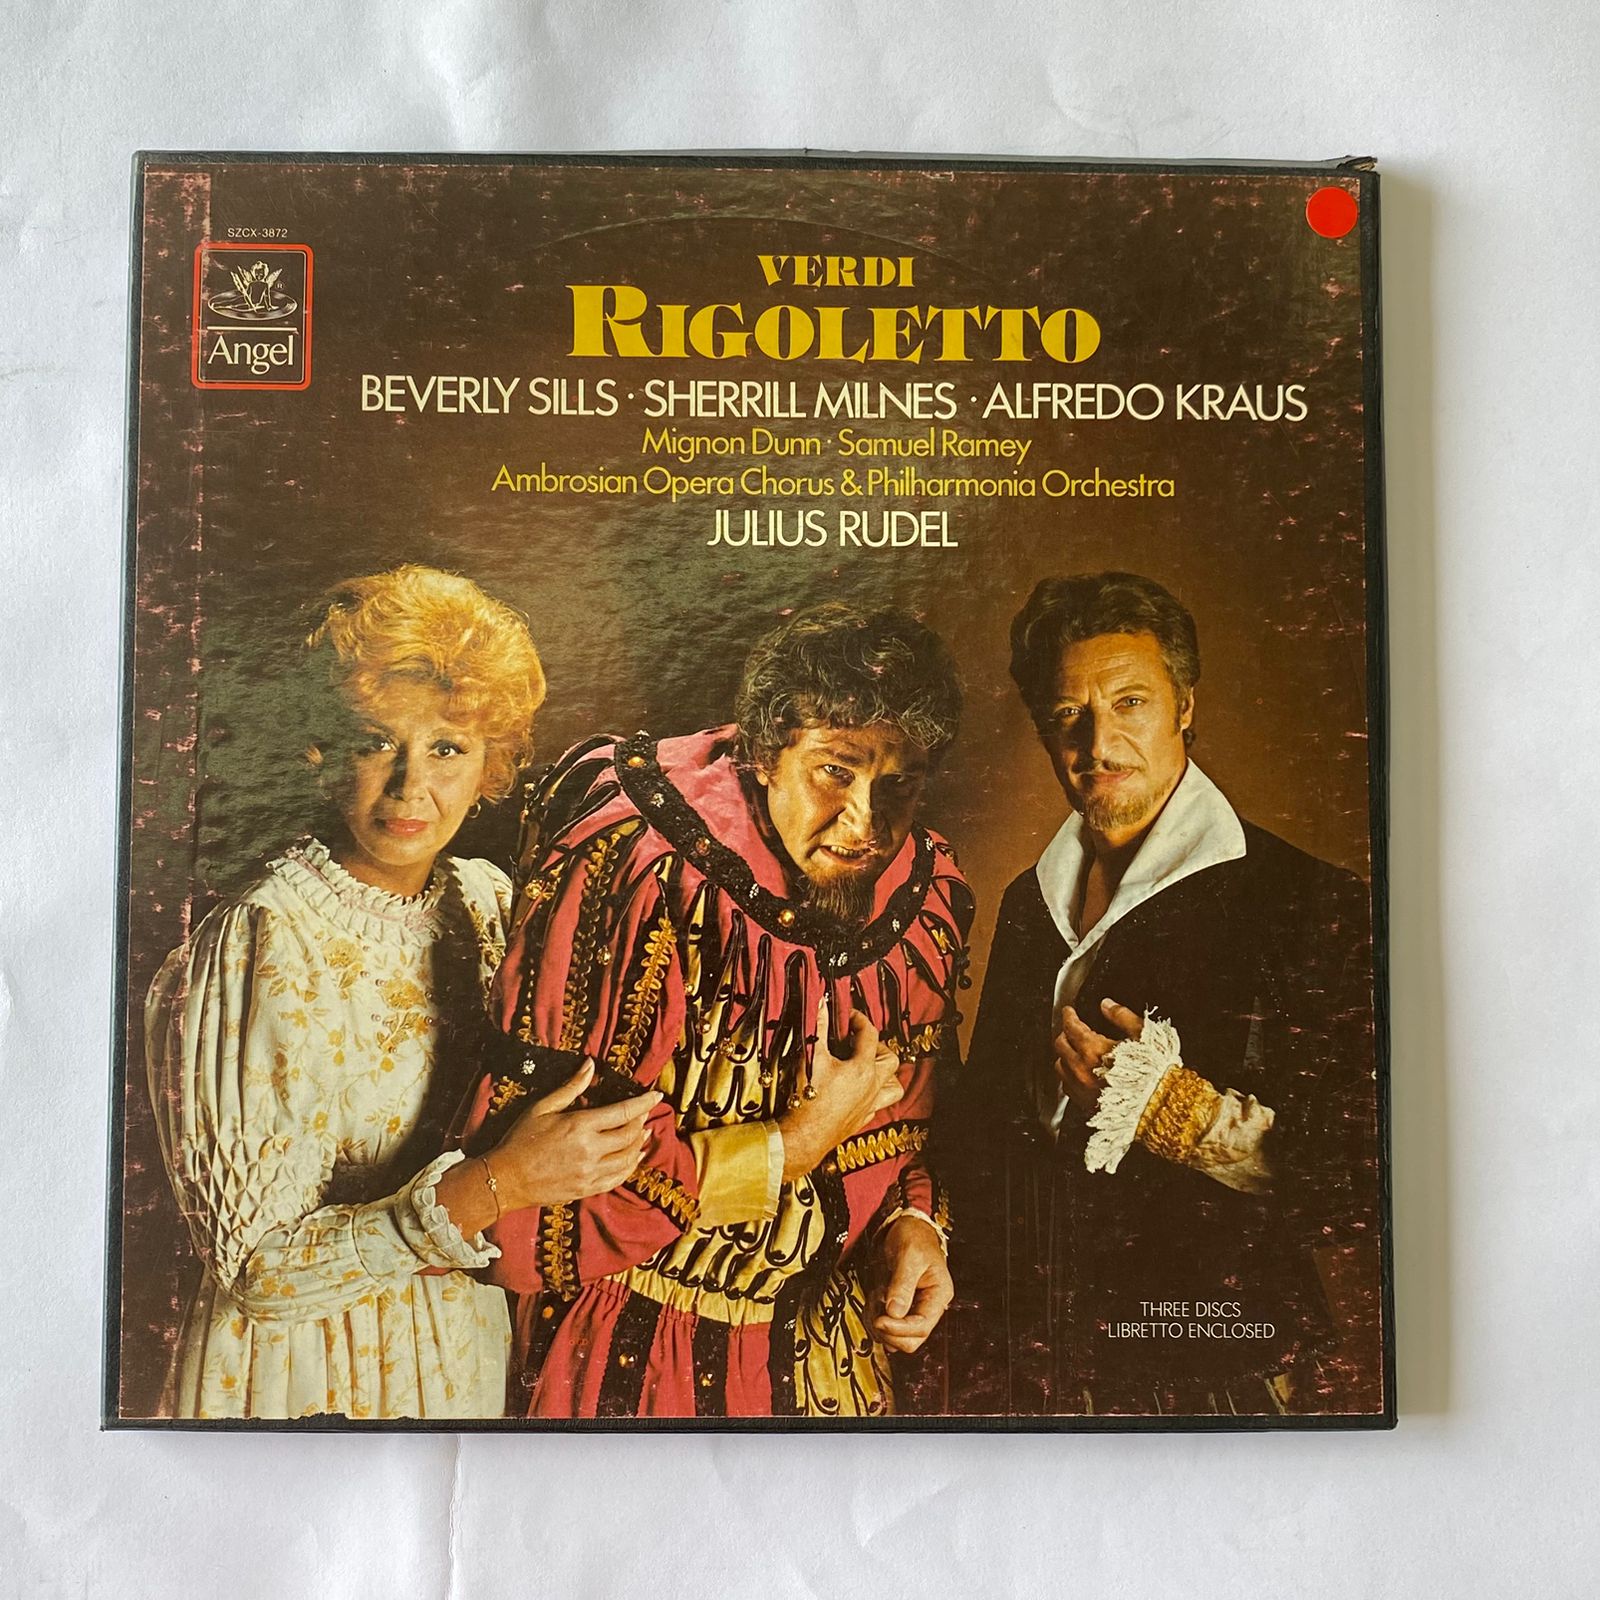 SZCX-3872
Angel
®
VERDI
RIGOLETTO
BEVERLY SILLS · SHERRILL MILNES · ALFREDO KRAUS
Mignon Dunn · Samuel Ramey
Ambrosian Opera Chorus & Philharmonia Orchestra
JULIUS RUDEL
THREE DISCS
LIBRETTO ENCLOSED